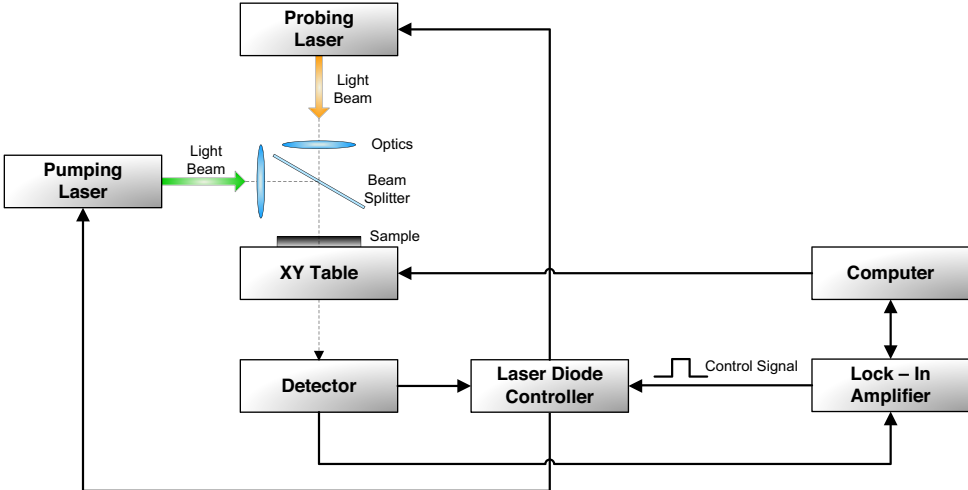 Probing
Laser
Light
Beam
Optics
Light
Beam
Pumping
Laser
Beam
Splitter
Sample
XY Table
Computer
Detector
Laser Diode
Controller
Control Signal
Lock – In
Amplifier